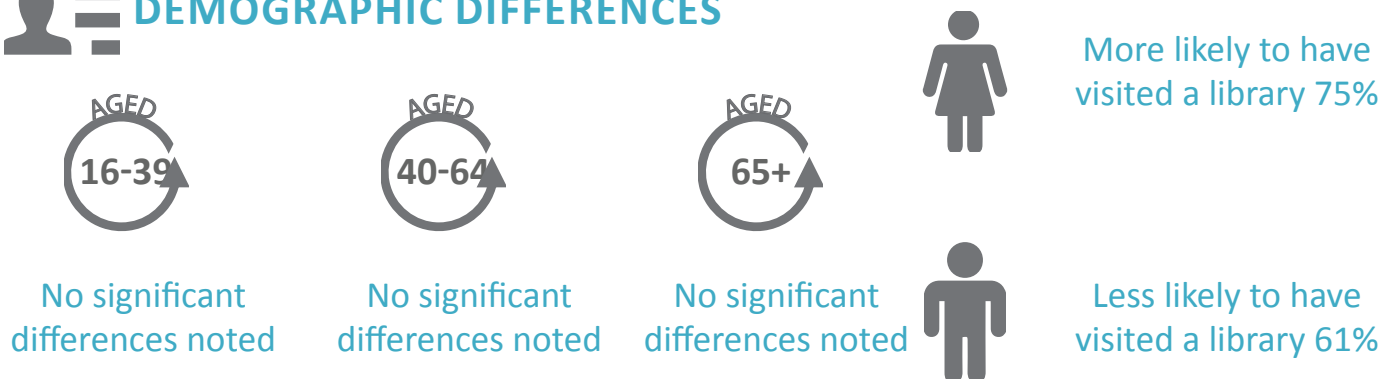 DEMOGRAPHIC DIFFERENCES
AGED
16-39
No significant
differences noted
AGED
40-64
No significant
differences noted
AGED
65+
No significant
differences noted
More likely to have
visited a library 75%
Less likely to have
visited a library 61%